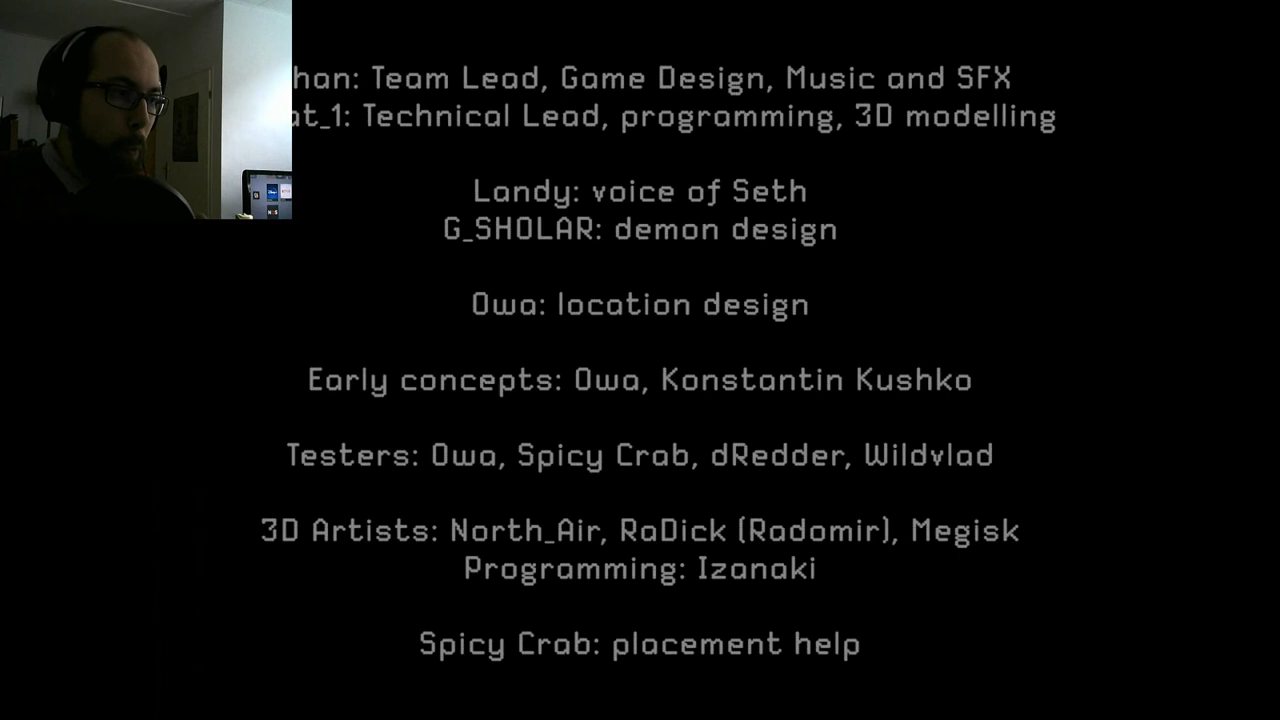 han: Team Lead, Game Design, Music and SFX
at_1: Technical Lead, programming, 3D modelling
Landy: voice of Seth
G_SHOLAR: demon design
Owa: location design
Early concepts: Owa, Konstantin Kushko
Testers: Owa, Spicy Crab, dRedder, Wildvlad
3D Artists: North_Air, RaDick (Radomir), Megisk
Programming: Izanaki
Spicy Crab: placement help